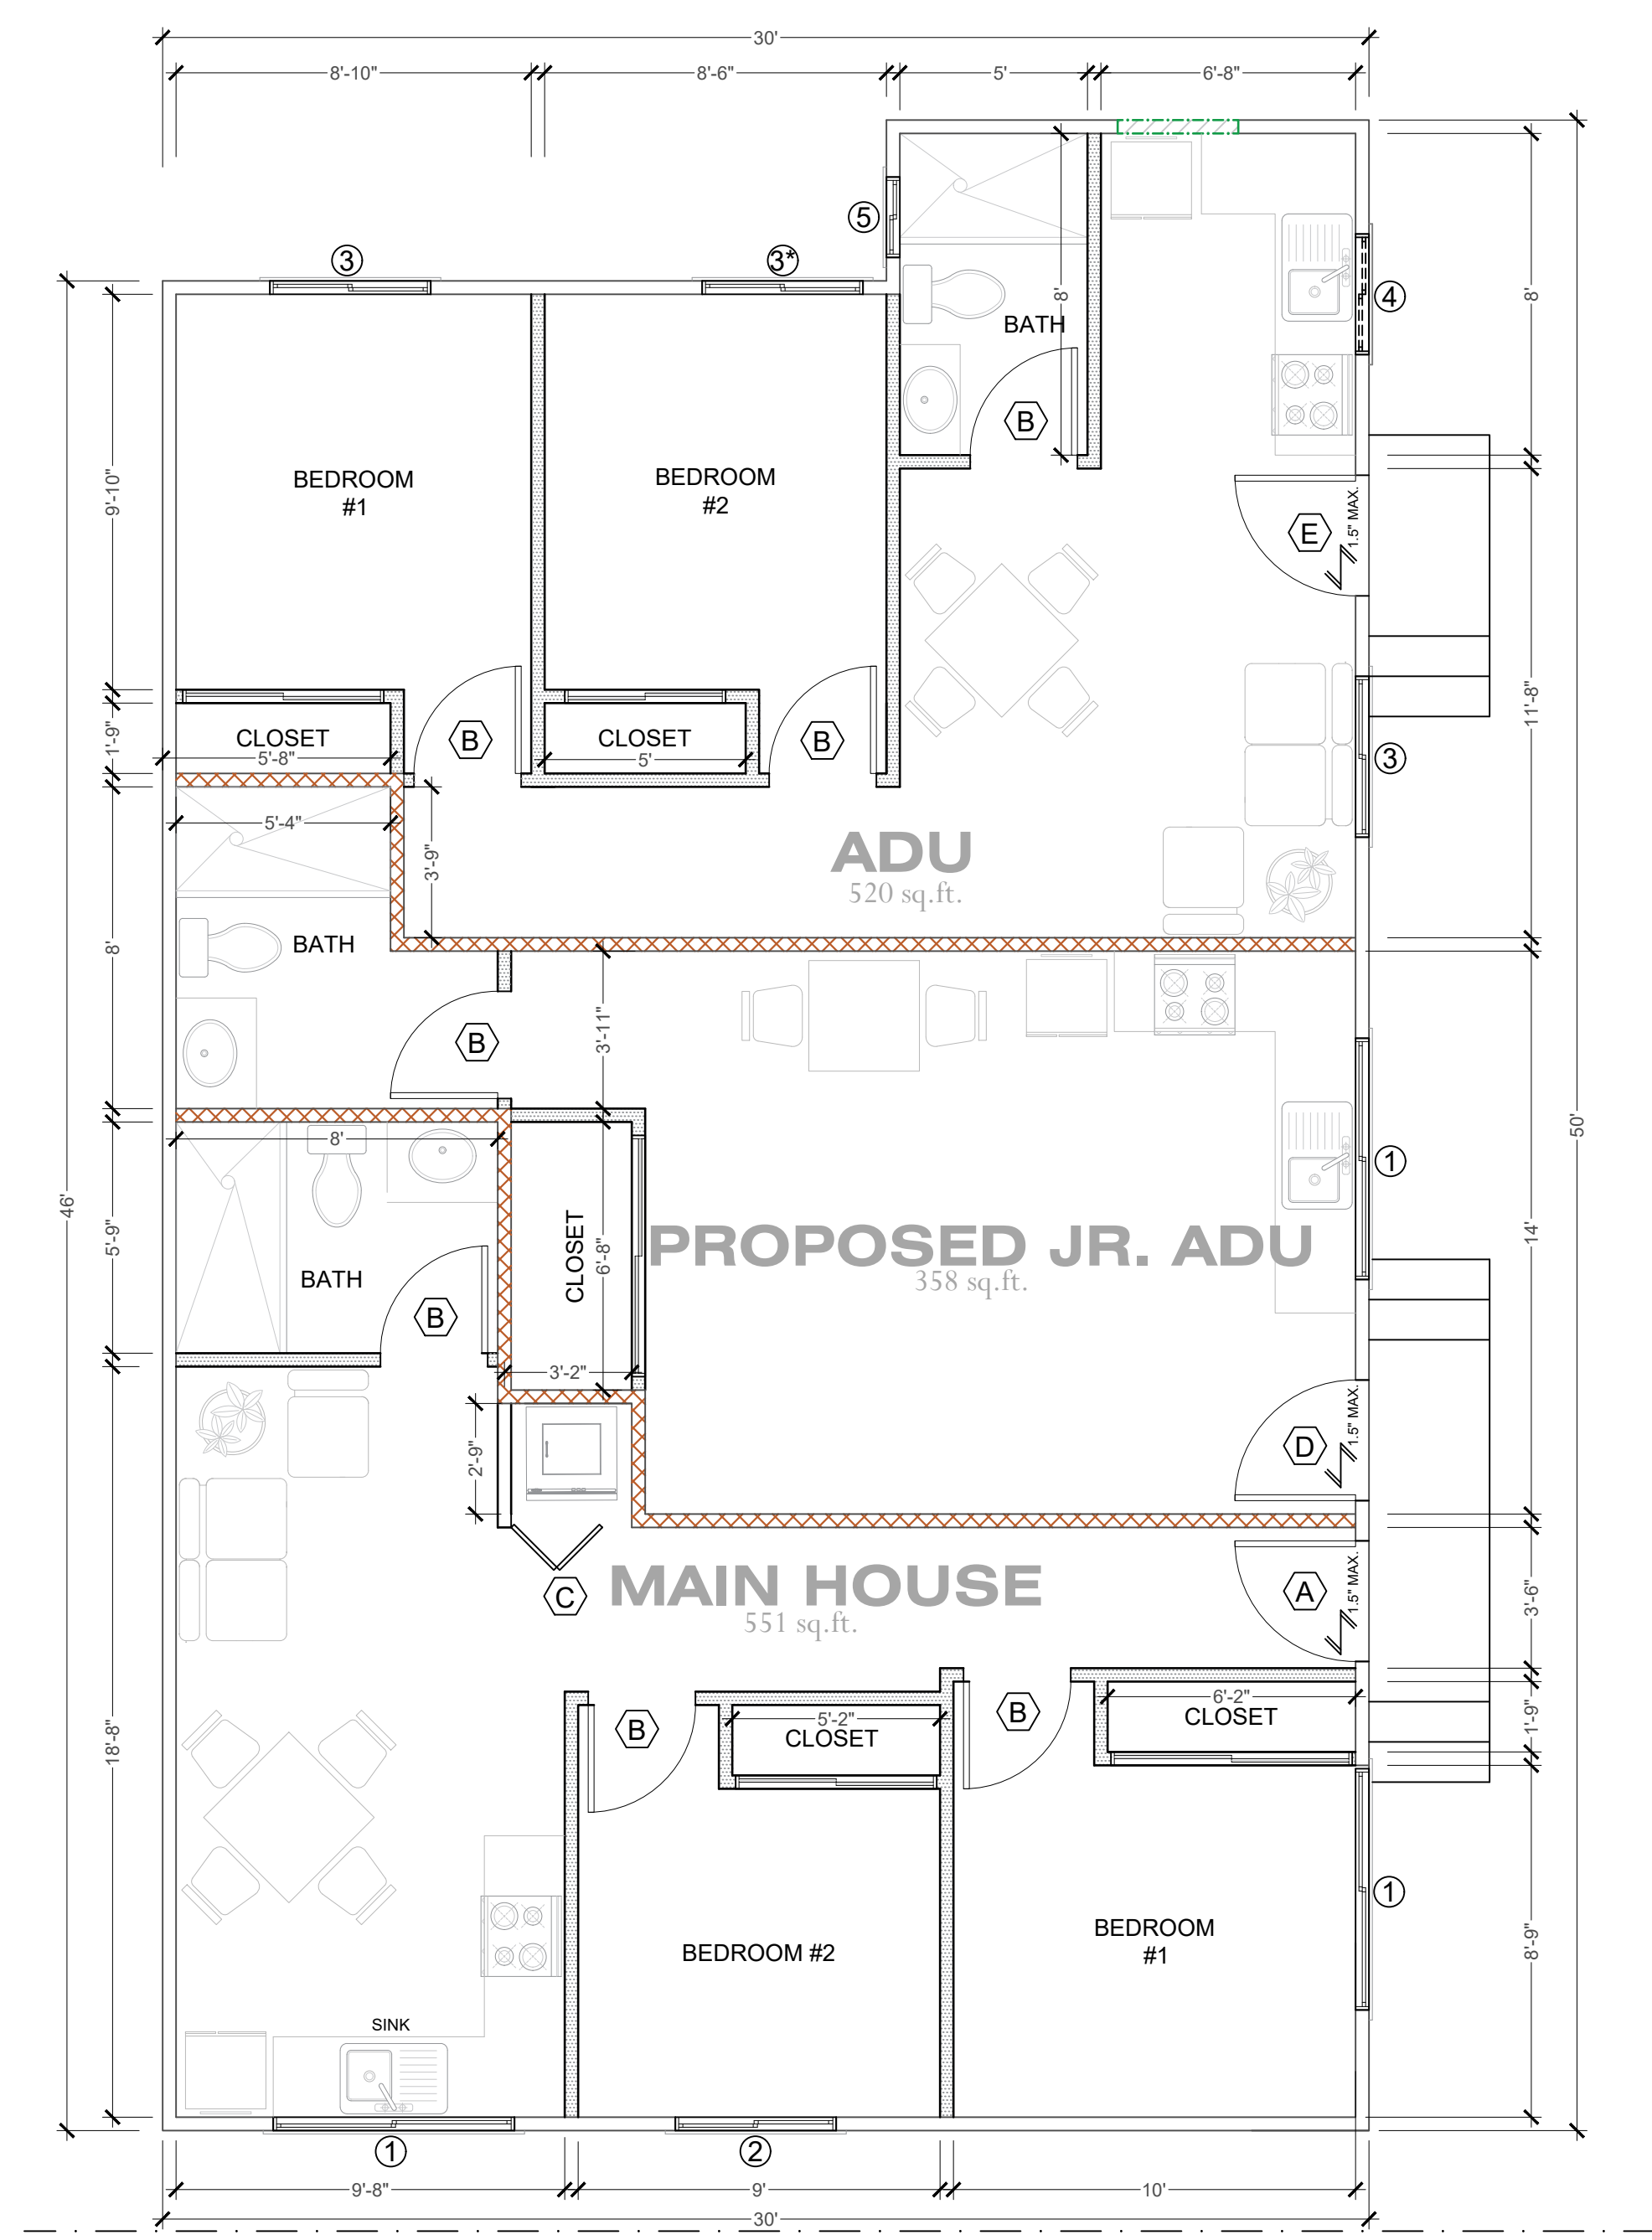 30'
8'-10" 8'-6" 5' 6'-8"
5
3 3*
8'
BATH
B
4
8'
BEDROOM
#1
BEDROOM
#2
9'-10"
E
1.5" MAX.
46'
50'
CLOSET
5'-8"
B
CLOSET
5'
B
1'-9"
3
11'-8"
5'-4"
3'-9"
ADU
520 sq.ft.
8'
BATH
B
3'-11"
8'
1
5'-9"
BATH
B
CLOSET
6'-8"
3'-2"
PROPOSED JR. ADU
358 sq.ft.
14'
D
1.5" MAX.
2'-9"
C
MAIN HOUSE
551 sq.ft.
A
1.5" MAX.
3'-6"
18'-8"
B
5'-2"
CLOSET
B
6'-2"
CLOSET
1'-9"
1
BEDROOM #2
BEDROOM
#1
8'-9"
SINK
1 2
9'-8" 9' 10'
30'